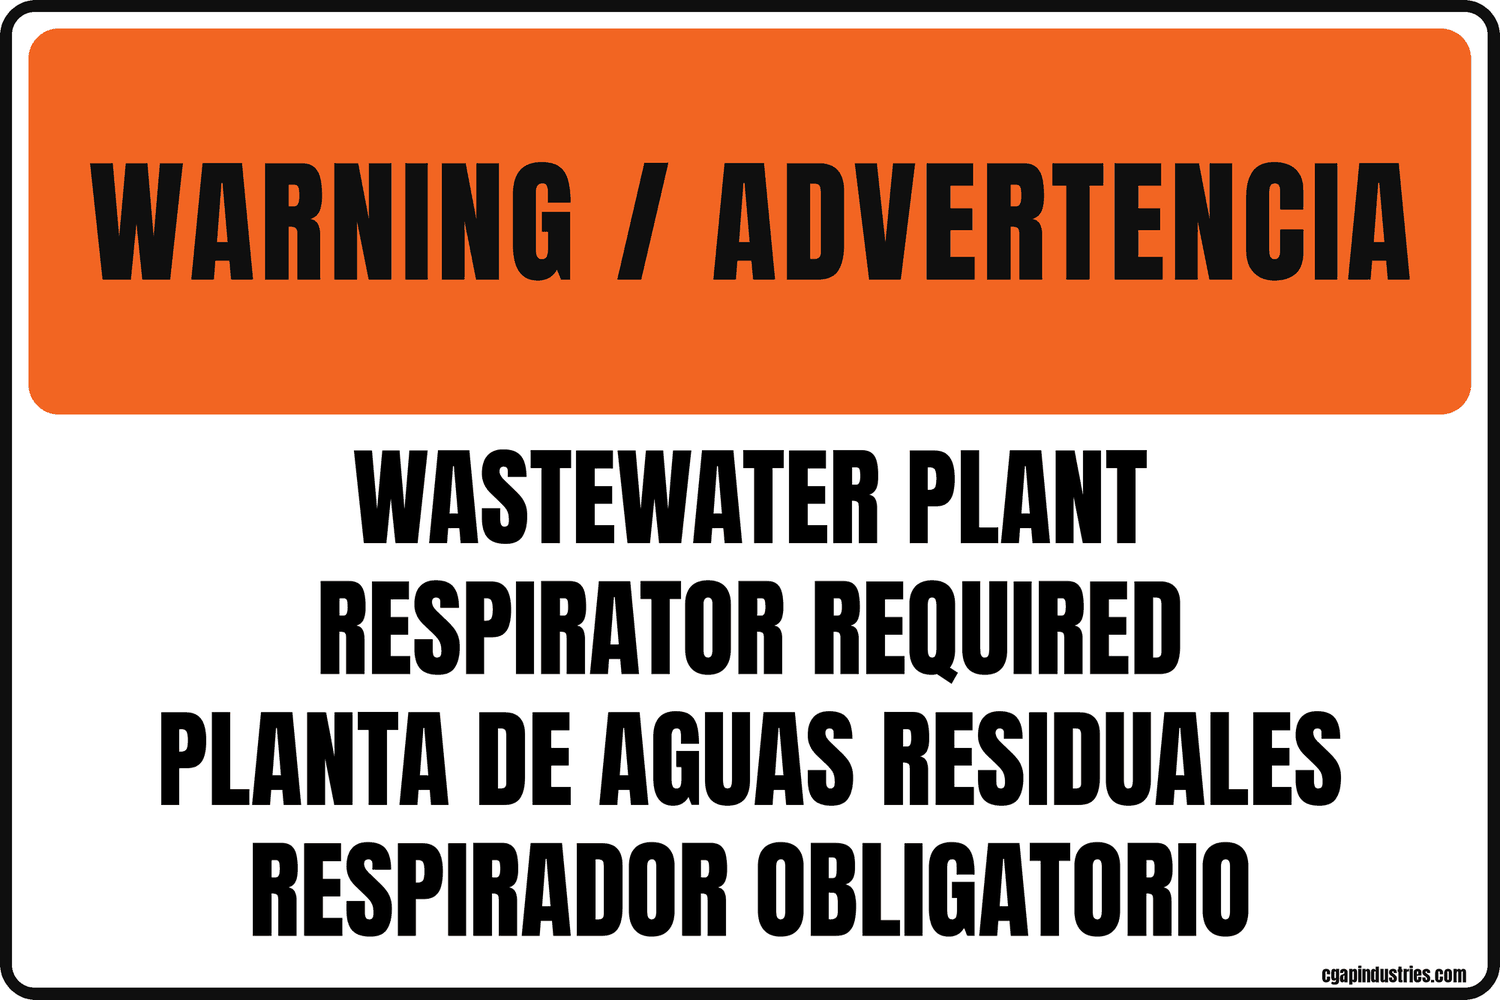 WARNING / ADVERTENCIA
WASTEWATER PLANT
RESPIRATOR REQUIRED
PLANTA DE AGUAS RESIDUALES
RESPIRADOR OBLIGATORIO
cgapindustries.com